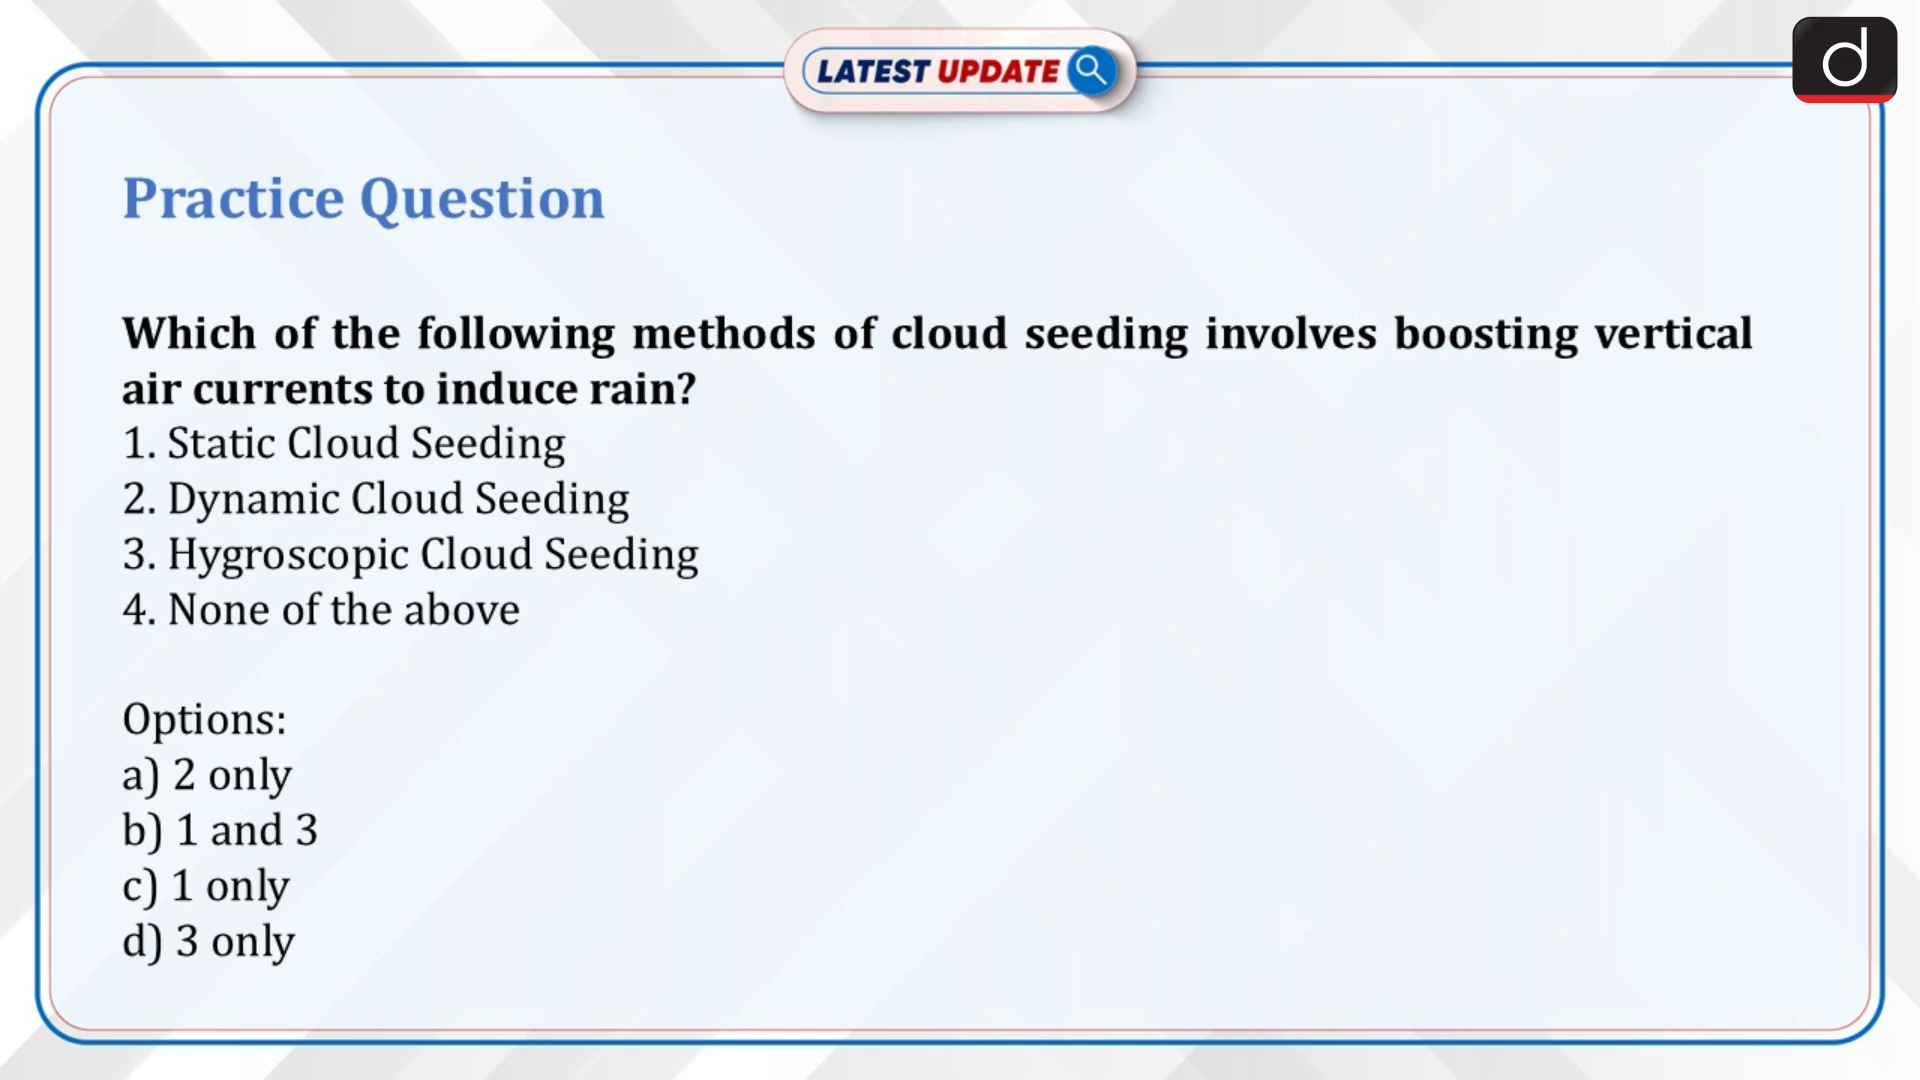 LATEST UPDATE
d
Practice Question
Which of the following methods of cloud seeding involves boosting vertical
air currents to induce rain?
1. Static Cloud Seeding
2. Dynamic Cloud Seeding
3. Hygroscopic Cloud Seeding
4. None of the above
Options:
a) 2 only
b) 1 and 3
c) 1 only
d) 3 only